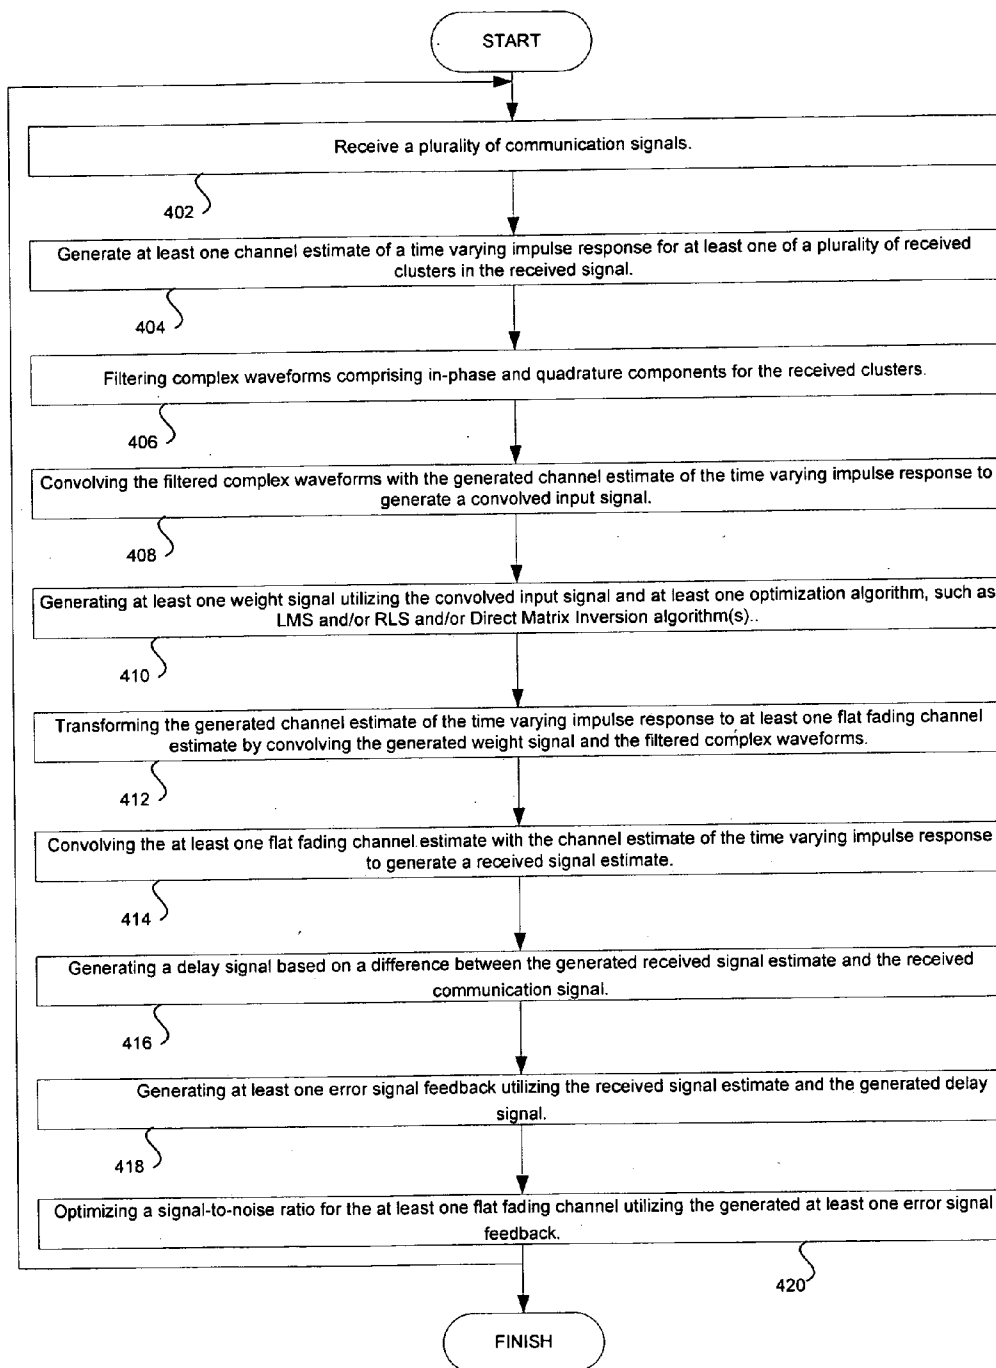 START
Receive a plurality of communication signals.
402
Generate at least one channel estimate of a time varying impulse response for at least one of a plurality of received
clusters in the received signal.
404
Filtering complex waveforms comprising in-phase and quadrature components for the received clusters.
406
Convolving the filtered complex waveforms with the generated channel estimate of the time varying impulse response to
generate a convolved input signal.
408
Generating at least one weight signal utilizing the convolved input signal and at least one optimization algorithm, such as
LMS and/or RLS and/or Direct Matrix Inversion algorithm(s)..
410
Transforming the generated channel estimate of the time varying impulse response to at least one flat fading channel
estimate by convolving the generated weight signal and the filtered complex waveforms.
412
Convolving the at least one flat fading channel estimate with the channel estimate of the time varying impulse response
to generate a received signal estimate.
414
Generating a delay signal based on a difference between the generated received signal estimate and the received
communication signal.
416
Generating at least one error signal feedback utilizing the received signal estimate and the generated delay
signal.
418
Optimizing a signal-to-noise ratio for the at least one flat fading channel utilizing the generated at least one error signal
feedback.
420
FINISH